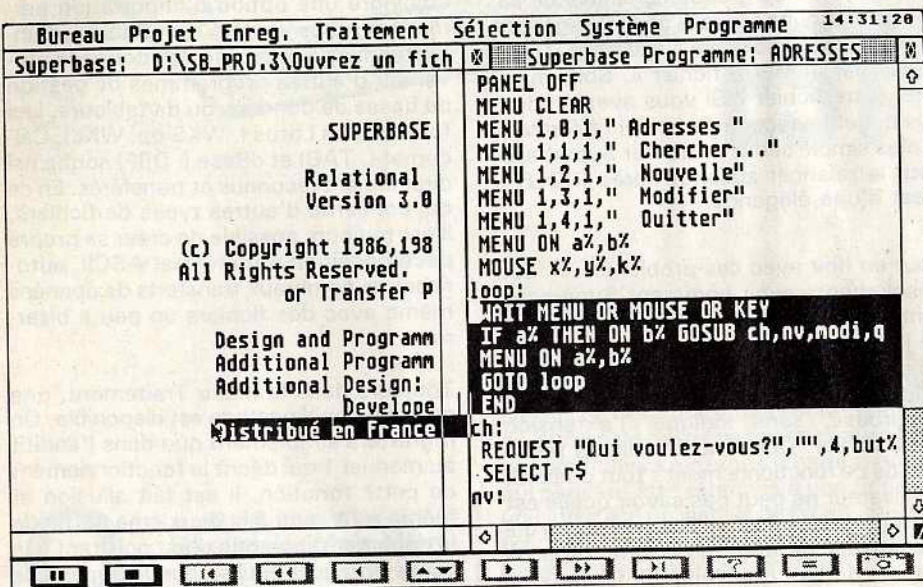 Bureau Projet Enreg. Traitement Sélection Système Programme 14:31:20
Superbase: D:\SB_PRO.3\Ouvrez un fich
SUPERBASE
Relational
Version 3.0
(c) Copyright 1986,198
All Rights Reserved.
or Transfer P
Design and Programm
Additional Programm
Additional Design:
Develope
Distribué en France
Superbase Programme: ADRESSES
PANEL OFF
MENU CLEAR
MENU 1,0,1," Adresses "
MENU 1,1,1," Chercher..."
MENU 1,2,1," Nouvelle"
MENU 1,3,1," Modifier"
MENU 1,4,1," Quitter"
MENU ON a%,b%
MOUSE x%,y%,k%
loop:
WAIT MENU OR MOUSE OR KEY
IF a% THEN ON b% GOSUB ch,nv,modi,q
MENU ON a%,b%
GOTO loop
END
ch:
REQUEST "Qui voulez-vous?","",4,but%
SELECT r$
nv: